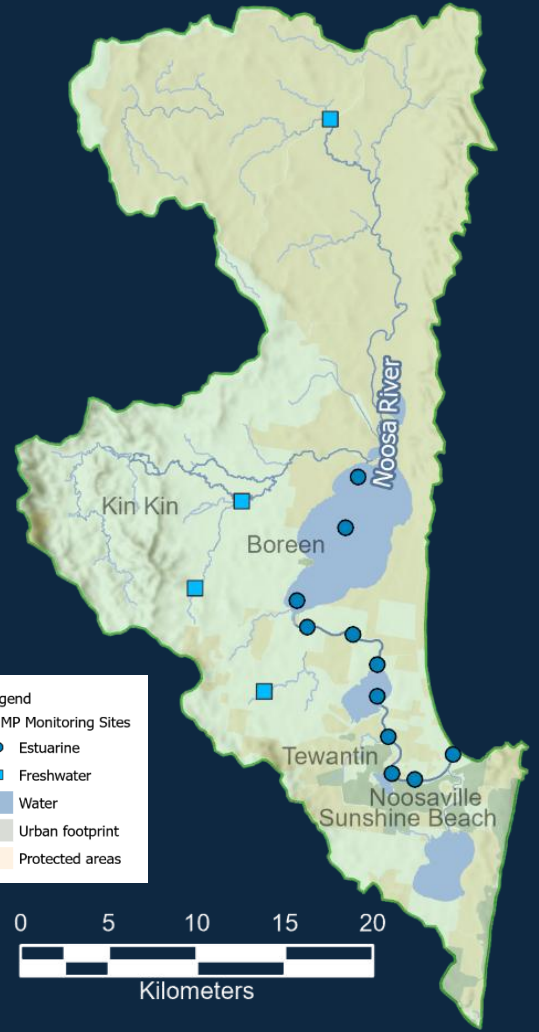 Noosa River
Kin Kin
Boreen
egend
MP Monitoring Sites
Estuarine
Freshwater
Water
Urban footprint
Protected areas
Tewantin
Noosaville
Sunshine Beach
0 5 10 15 20
Kilometers